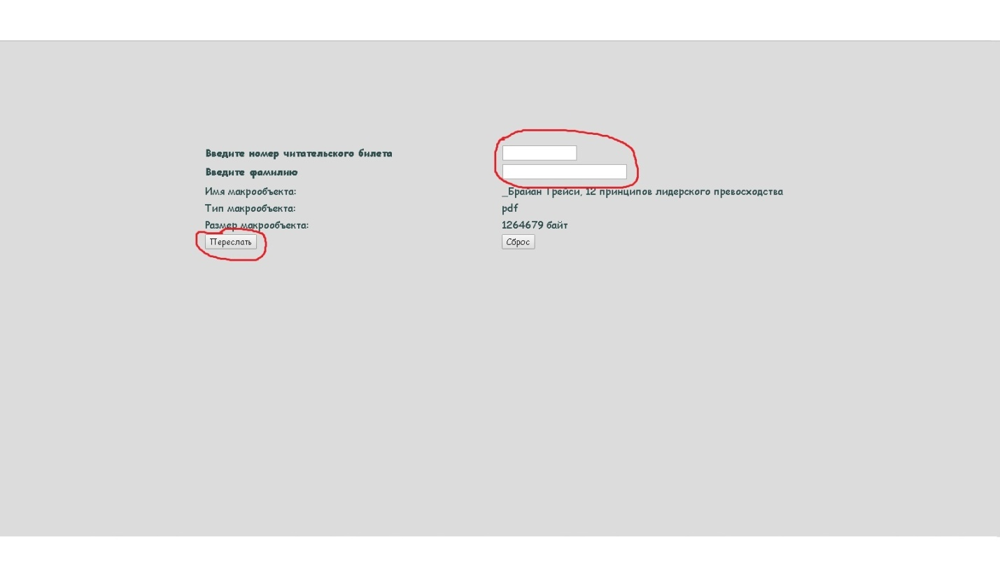 Введите номер читательского билета
Введите фамилию
Имя макрообъекта: _Брайан Трейси, 12 принципов лидерского превосходства
Тип макрообъекта: pdf
Размер макрообъекта: 1264679 байт
Переслать Сброс